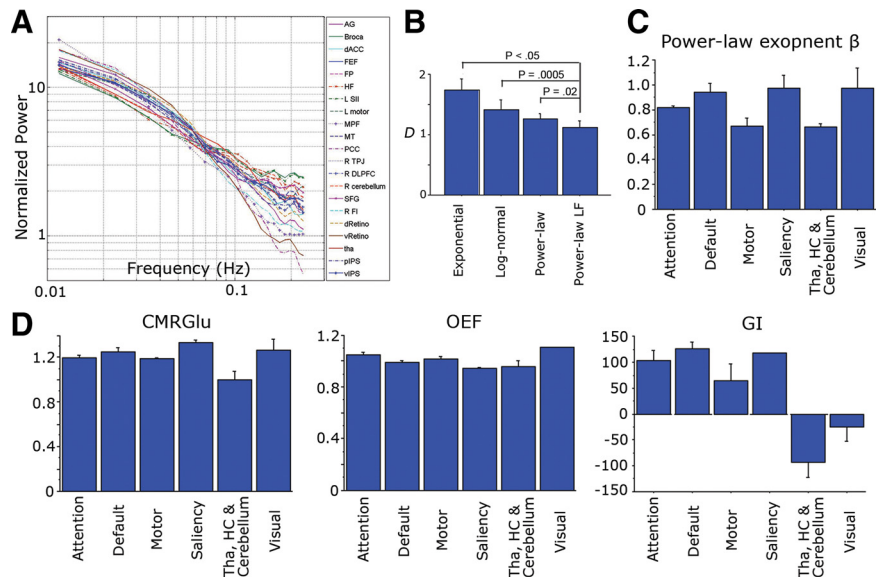 A
Normalized Power
10
1
0.01
0.1
Frequency (Hz)
AG
Broca
dACC
FEF
FP
HF
L SII
L motor
MPF
MT
PCC
R TPJ
R DLPFC
R cerebellum
SFG
R FI
dRetino
vRetino
tha
pIPS
vIPS
B
P < .05
P = .0005
P = .02
D
2
1
0
Exponential
Log-normal
Power-law
Power-law LF
C
Power-law exopnent β
1.0
0.8
0.6
0.4
0.2
0
Attention
Default
Motor
Saliency
Tha, HC &
Cerebellum
Visual
D
CMRGlu
1.2
0.8
0.4
0
Attention
Default
Motor
Saliency
Tha, HC &
Cerebellum
Visual
OEF
1.2
0.8
0.4
0
Attention
Default
Motor
Saliency
Tha, HC &
Cerebellum
Visual
GI
150
100
50
0
-50
-100
-150
Attention
Default
Motor
Saliency
Tha, HC &
Cerebellum
Visual